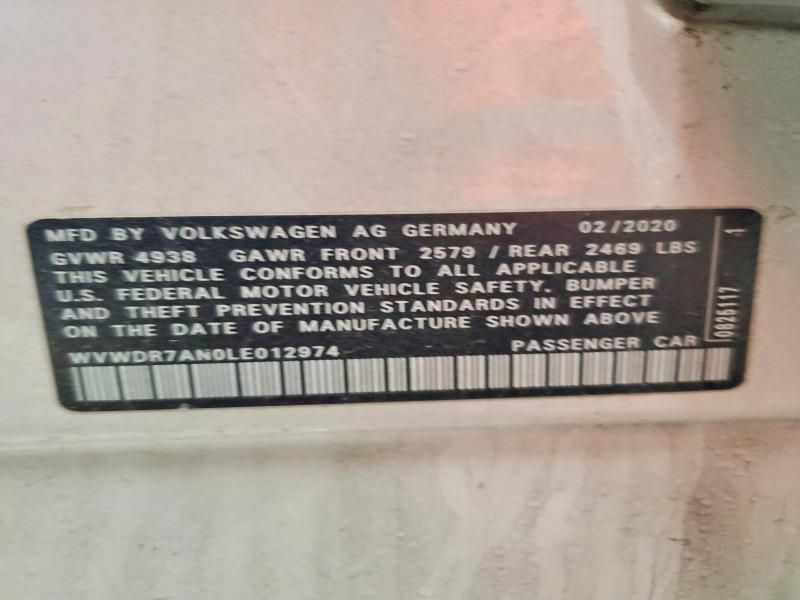 MFD BY VOLKSWAGEN AG GERMANY 02/2020
GVWR 4938 GAWR FRONT 2579 / REAR 2469 LBS
THIS VEHICLE CONFORMS TO ALL APPLICABLE
U.S. FEDERAL MOTOR VEHICLE SAFETY, BUMPER
AND THEFT PREVENTION STANDARDS IN EFFECT
ON THE DATE OF MANUFACTURE SHOWN ABOVE
WVWDR7AN0LE012974 PASSENGER CAR
0825117 1